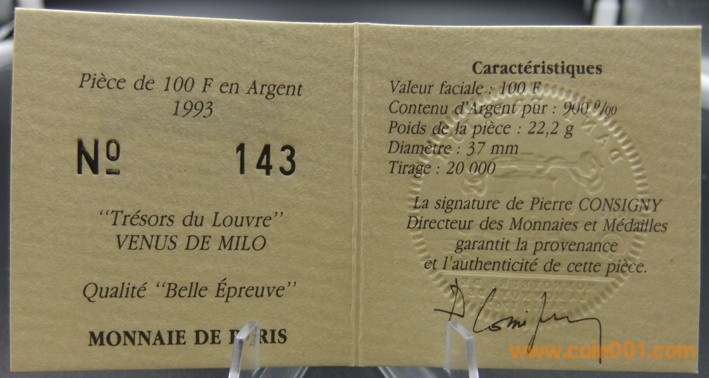 Pièce de 100 F en Argent
1993
Nº 143
"Trésors du Louvre"
VENUS DE MILO
Qualité "Belle Épreuve"
MONNAIE DE PARIS
Caractéristiques
Valeur faciale : 100 F
Contenu d'Argent pur : 900 º/oo
Poids de la pièce : 22,2 g
Diamètre : 37 mm
Tirage : 20 000
La signature de Pierre CONSIGNY
Directeur des Monnaies et Médailles
garantit la provenance
et l'authenticité de cette pièce.
www.coin001.com